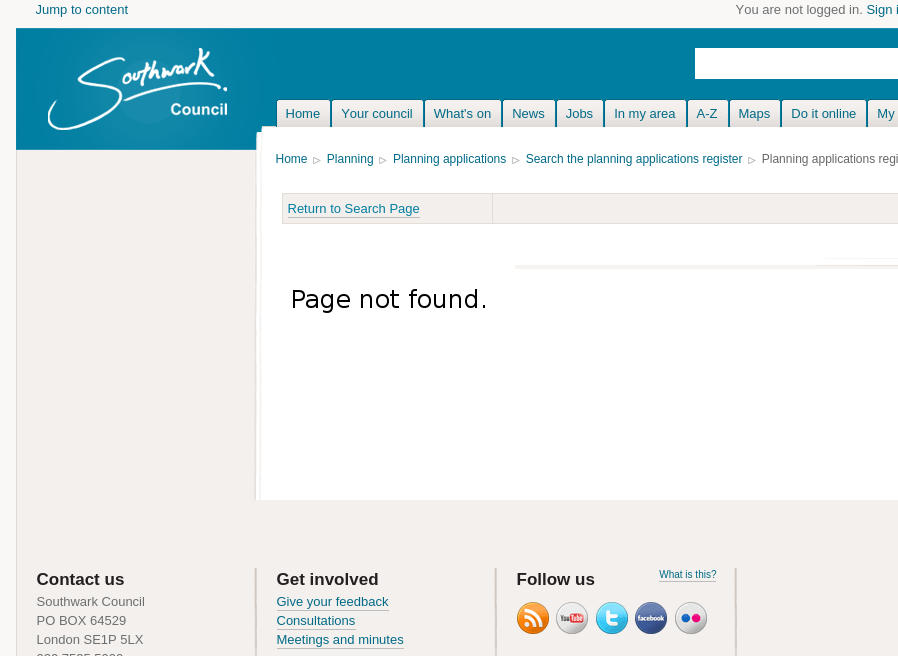 Jump to content
You are not logged in. Sign i
Southwark
Council
Home Your council What's on News Jobs In my area A-Z Maps Do it online My
Home ▷ Planning ▷ Planning applications ▷ Search the planning applications register ▷ Planning applications regi
Return to Search Page
Page not found.
Contact us
Southwark Council
PO BOX 64529
London SE1P 5LX
Get involved
Give your feedback
Consultations
Meetings and minutes
Follow us What is this?
YouTube facebook